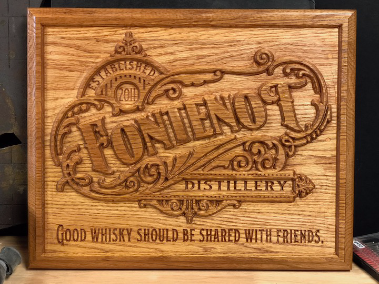 ESTABLISHED
2011
FONTENOT
DISTILLERY
GOOD WHISKY SHOULD BE SHARED WITH FRIENDS.